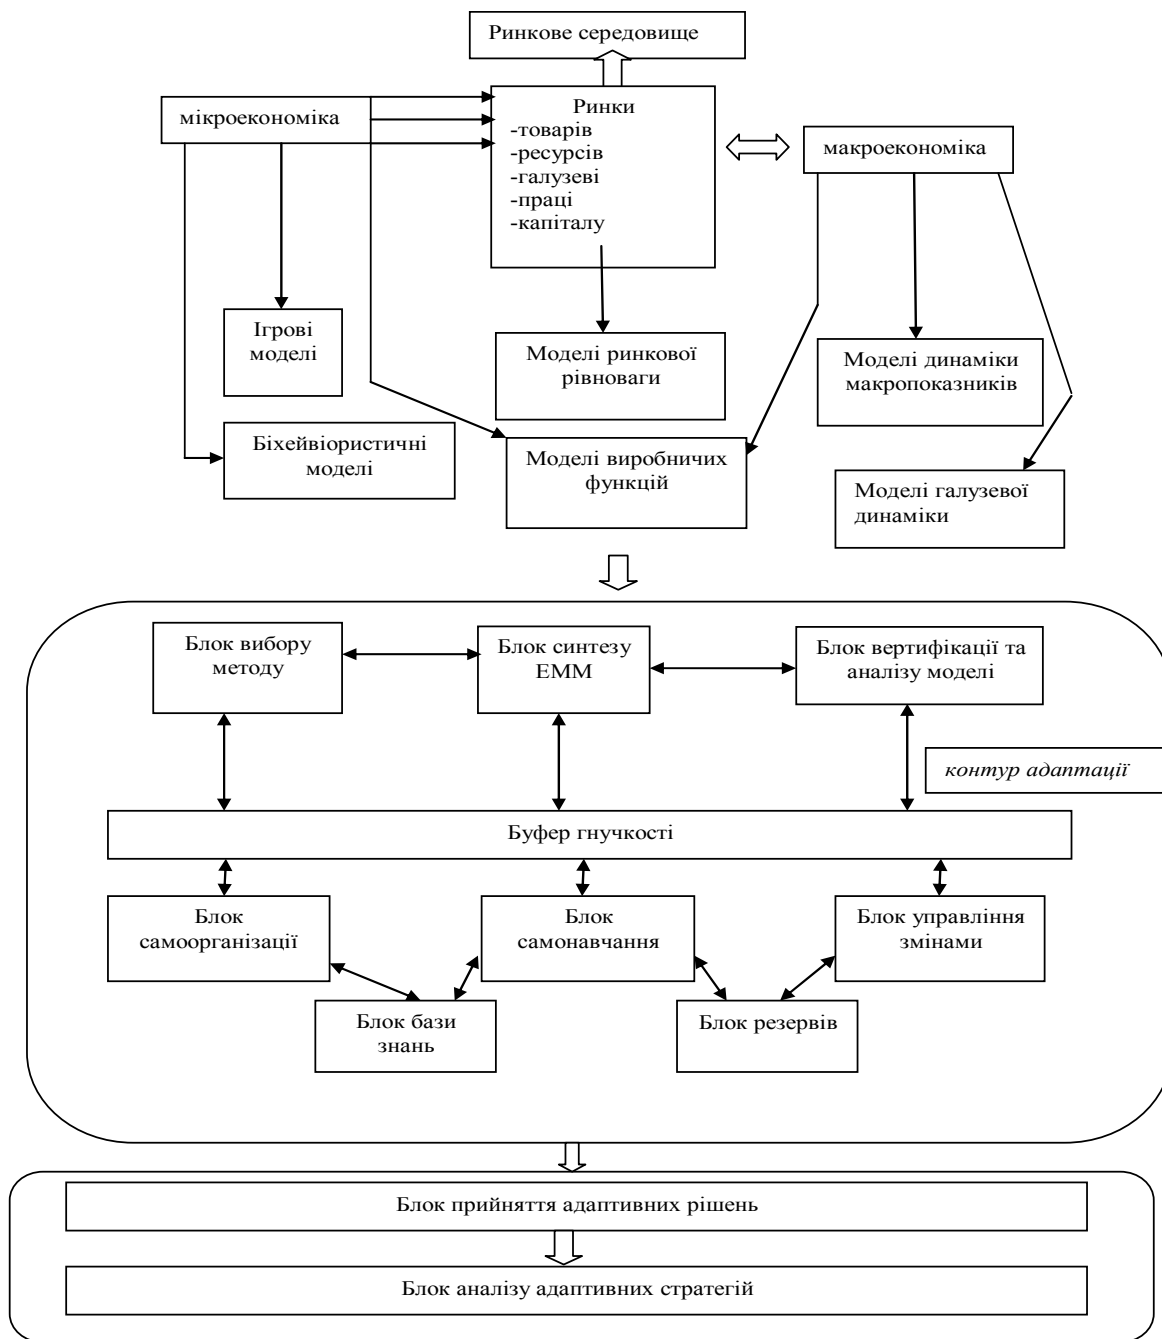 Ринкове середовище
мікроекономіка
Ринки
-товарів
-ресурсів
-галузеві
-праці
-капіталу
макроекономіка
Ігрові
моделі
Моделі ринкової
рівноваги
Моделі динаміки
макропоказників
Біхейвіористичні
моделі
Моделі виробничих
функцій
Моделі галузевої
динаміки
Блок вибору
методу
Блок синтезу
ЕММ
Блок вертифікації та
аналізу моделі
контур адаптації
Буфер гнучкості
Блок
самоорганізації
Блок
самонавчання
Блок управління
змінами
Блок бази
знань
Блок резервів
Блок прийняття адаптивних рішень
Блок аналізу адаптивних стратегій